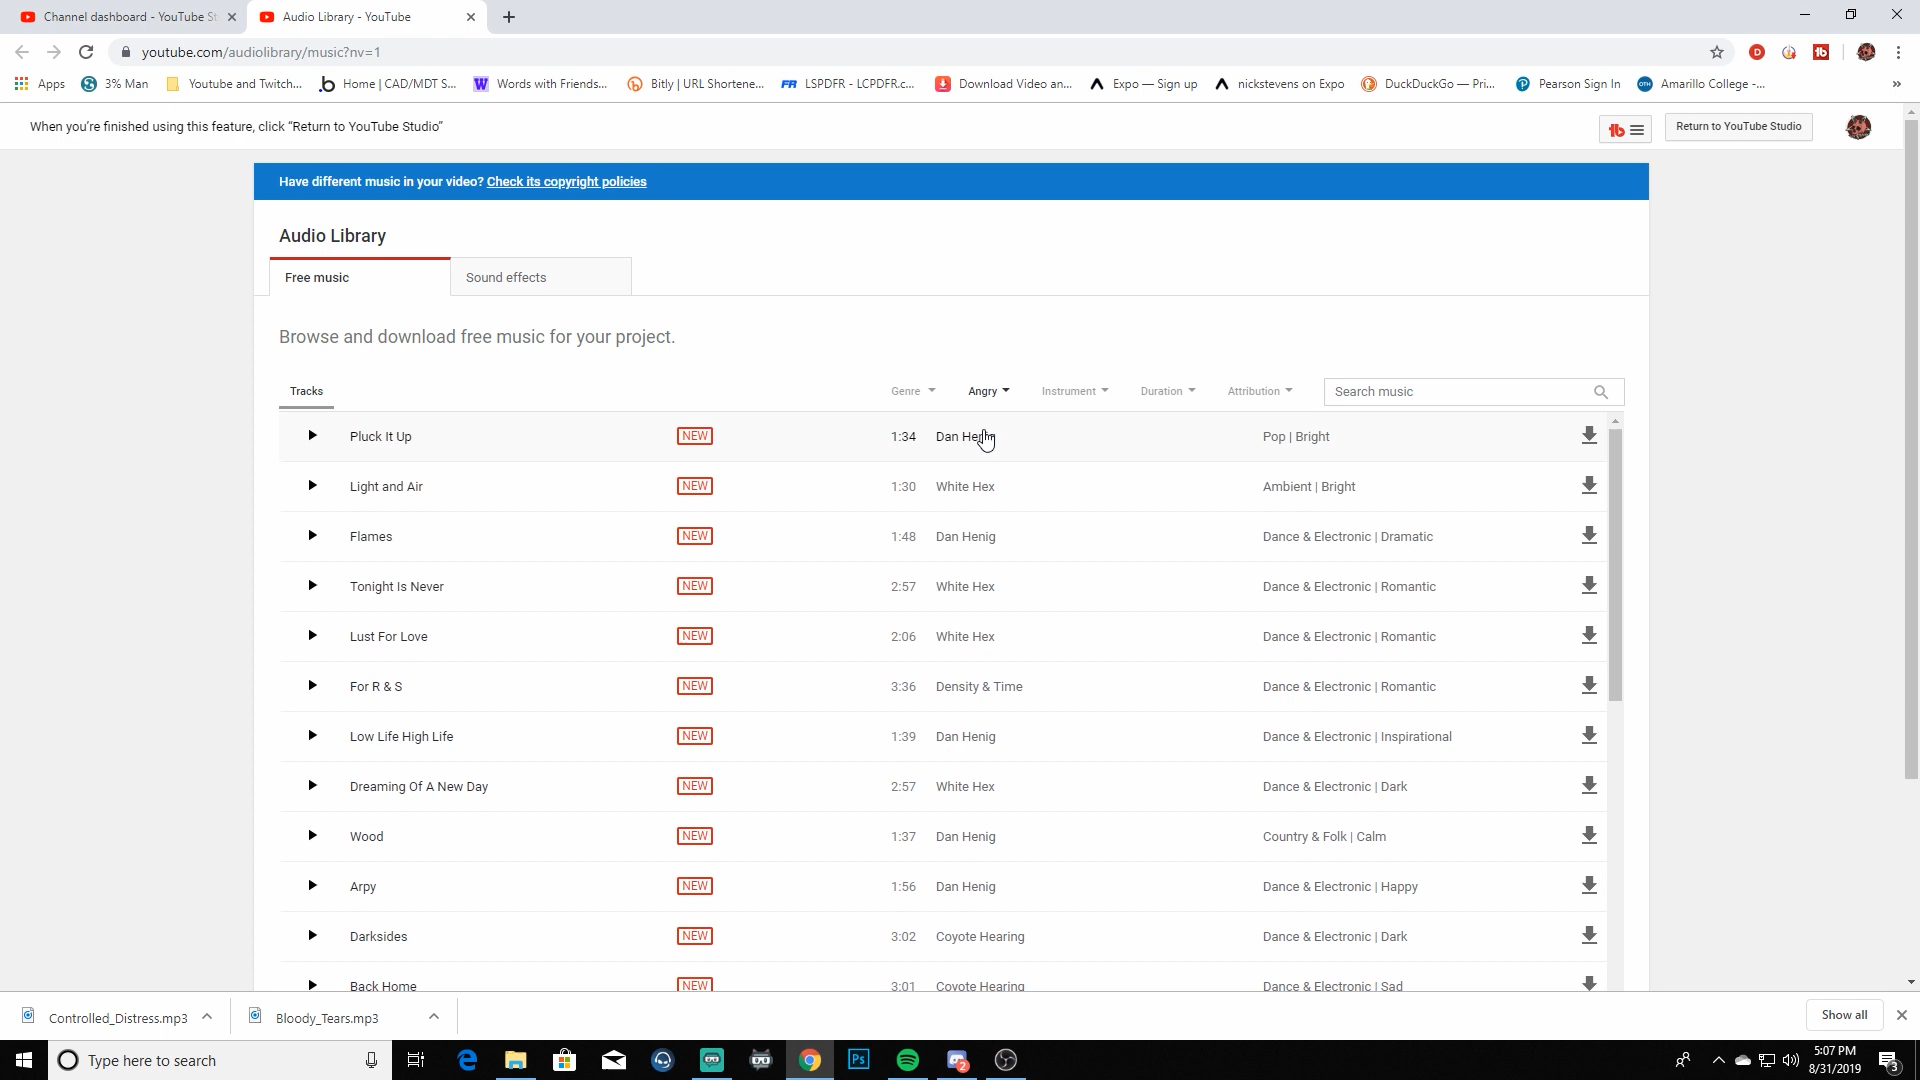 Channel dashboard - YouTube St
Audio Library - YouTube
youtube.com/audiolibrary/music?nv=1
Apps
3% Man
Youtube and Twitch...
Home | CAD/MDT S...
Words with Friends...
Bitly | URL Shortene...
LSPDFR - LCPDFR.c...
Download Video an...
Expo — Sign up
nickstevens on Expo
DuckDuckGo — Pri...
Pearson Sign In
Amarillo College -...
When you're finished using this feature, click "Return to YouTube Studio"
Return to YouTube Studio
Have different music in your video? Check its copyright policies
Audio Library
Free music
Sound effects
Browse and download free music for your project.
Tracks Genre Angry Instrument Duration Attribution Search music
Pluck It Up NEW 1:34 Dan Henig Pop | Bright
Light and Air NEW 1:30 White Hex Ambient | Bright
Flames NEW 1:48 Dan Henig Dance & Electronic | Dramatic
Tonight Is Never NEW 2:57 White Hex Dance & Electronic | Romantic
Lust For Love NEW 2:06 White Hex Dance & Electronic | Romantic
For R & S NEW 3:36 Density & Time Dance & Electronic | Romantic
Low Life High Life NEW 1:39 Dan Henig Dance & Electronic | Inspirational
Dreaming Of A New Day NEW 2:57 White Hex Dance & Electronic | Dark
Wood NEW 1:37 Dan Henig Country & Folk | Calm
Arpy NEW 1:56 Dan Henig Dance & Electronic | Happy
Darksides NEW 3:02 Coyote Hearing Dance & Electronic | Dark
Back Home NEW 3:01 Coyote Hearing Dance & Electronic | Sad
Controlled_Distress.mp3
Bloody_Tears.mp3
Show all
Type here to search
5:07 PM
8/31/2019